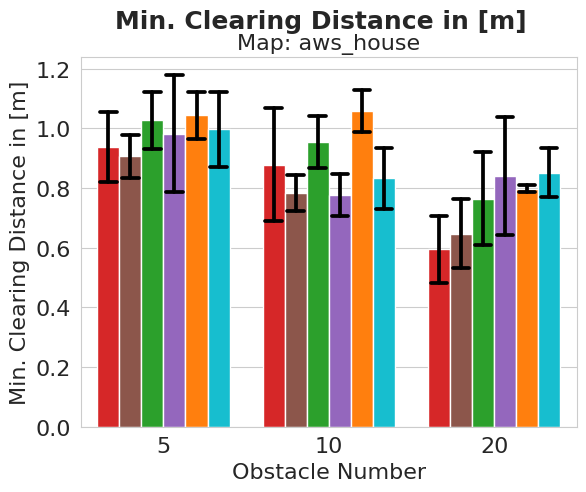 Min. Clearing Distance in [m]
Map: aws_house
Min. Clearing Distance in [m]
1.2
1.0
0.8
0.6
0.4
0.2
0.0
5 10 20
Obstacle Number